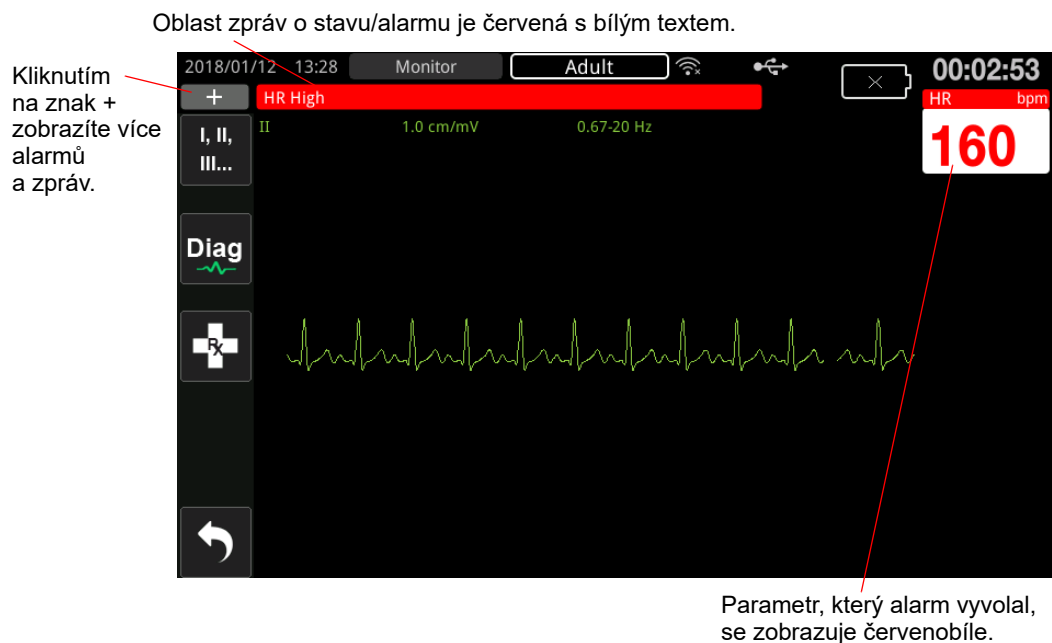 Oblast zpráv o stavu/alarmu je červená s bílým textem.
Kliknutím
na znak +
zobrazíte více
alarmů
a zpráv.
2018/01/12 13:28 Monitor Adult 00:02:53
+ HR High HR bpm
I, II,
III...
II 1.0 cm/mV 0.67-20 Hz
160
Diag
Rx
Parametr, který alarm vyvolal,
se zobrazuje červenobíle.